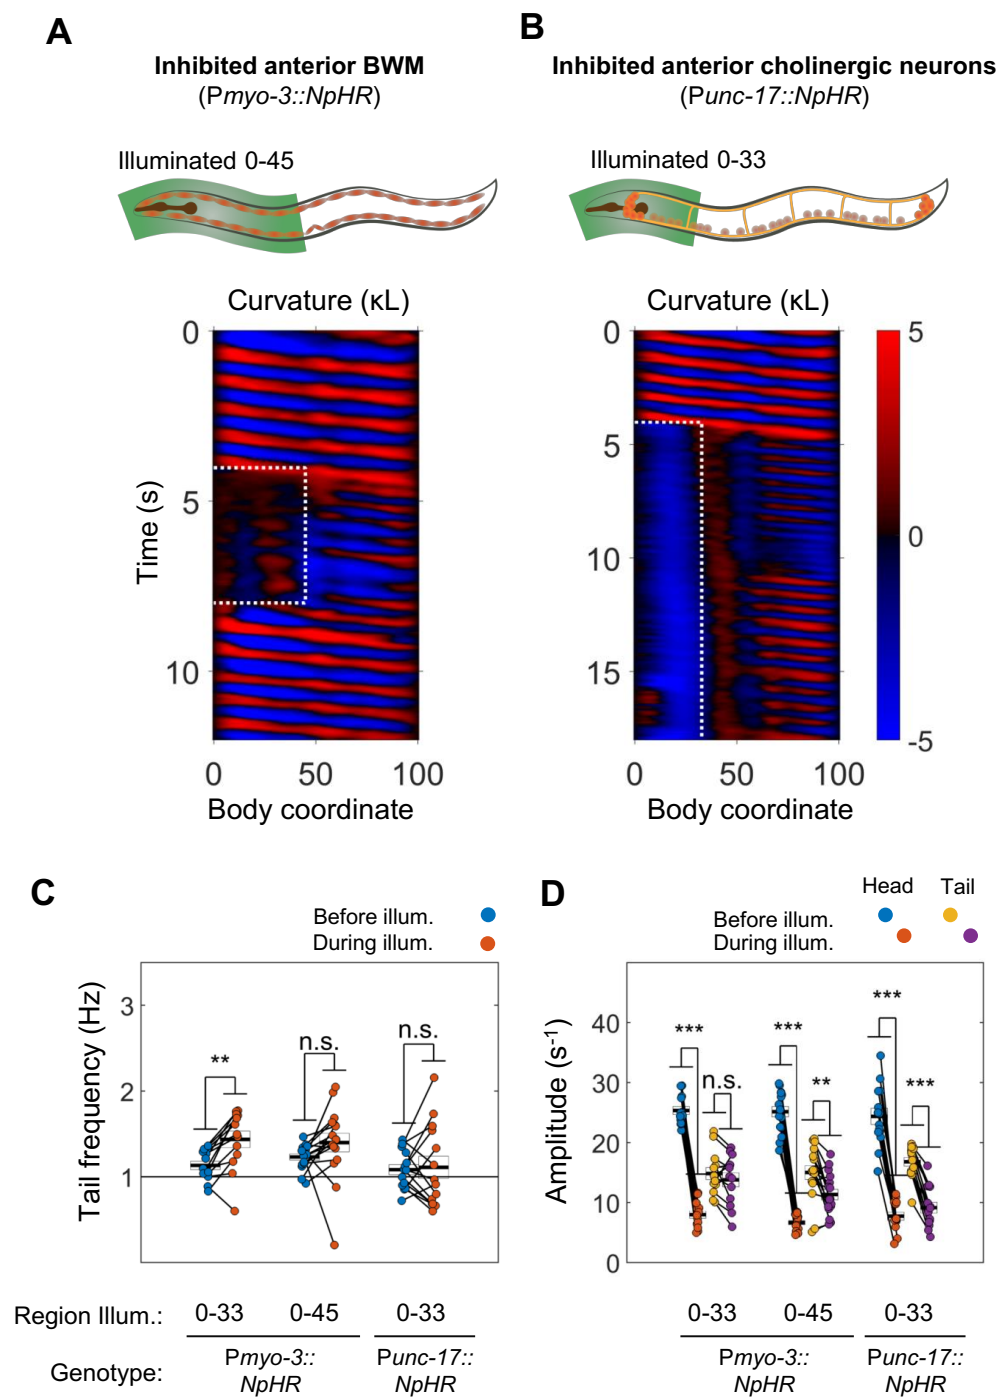 A
Inhibited anterior BWM
(Pmyo-3::NpHR)
Illuminated 0-45
Curvature (κL)
0
5
10
Time (s)
0 50 100
Body coordinate
B
Inhibited anterior cholinergic neurons
(Punc-17::NpHR)
Illuminated 0-33
Curvature (κL)
0
5
10
15
0 50 100
Body coordinate
5
0
-5
C
Before illum.
During illum.
Tail frequency (Hz)
3
2
1
**
n.s.
n.s.
D
Head Tail
Before illum.
During illum.
Amplitude (s-1)
40
30
20
10
0
***
n.s.
***
**
***
***
Region Illum.: 0-33 0-45 0-33 0-33 0-45 0-33
Genotype: Pmyo-3:: Punc-17:: Pmyo-3:: Punc-17::
NpHR NpHR NpHR NpHR